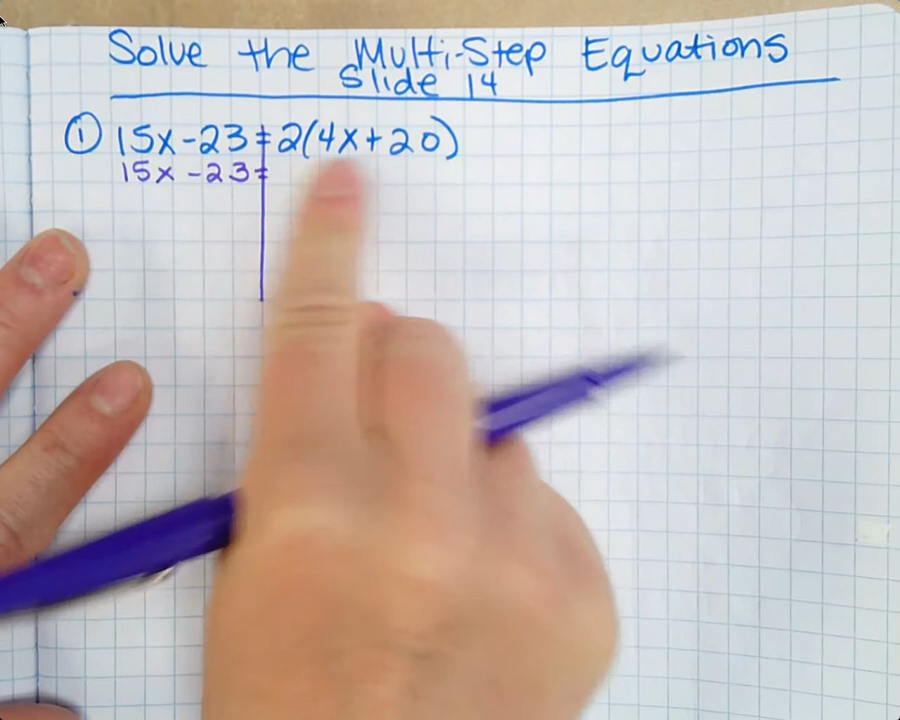 Solve the Multi-Step Equations
Slide 14
① 15x - 23 = 2(4x + 20)
15x - 23 =